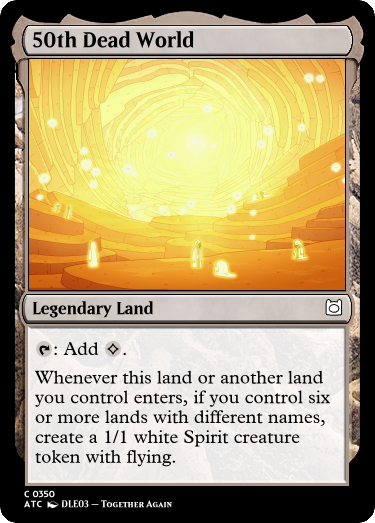 50th Dead World
Legendary Land
: Add .
Whenever this land or another land
you control enters, if you control six
or more lands with different names,
create a 1/1 white Spirit creature
token with flying.
C 0350
ATC DLE03 — Together Again